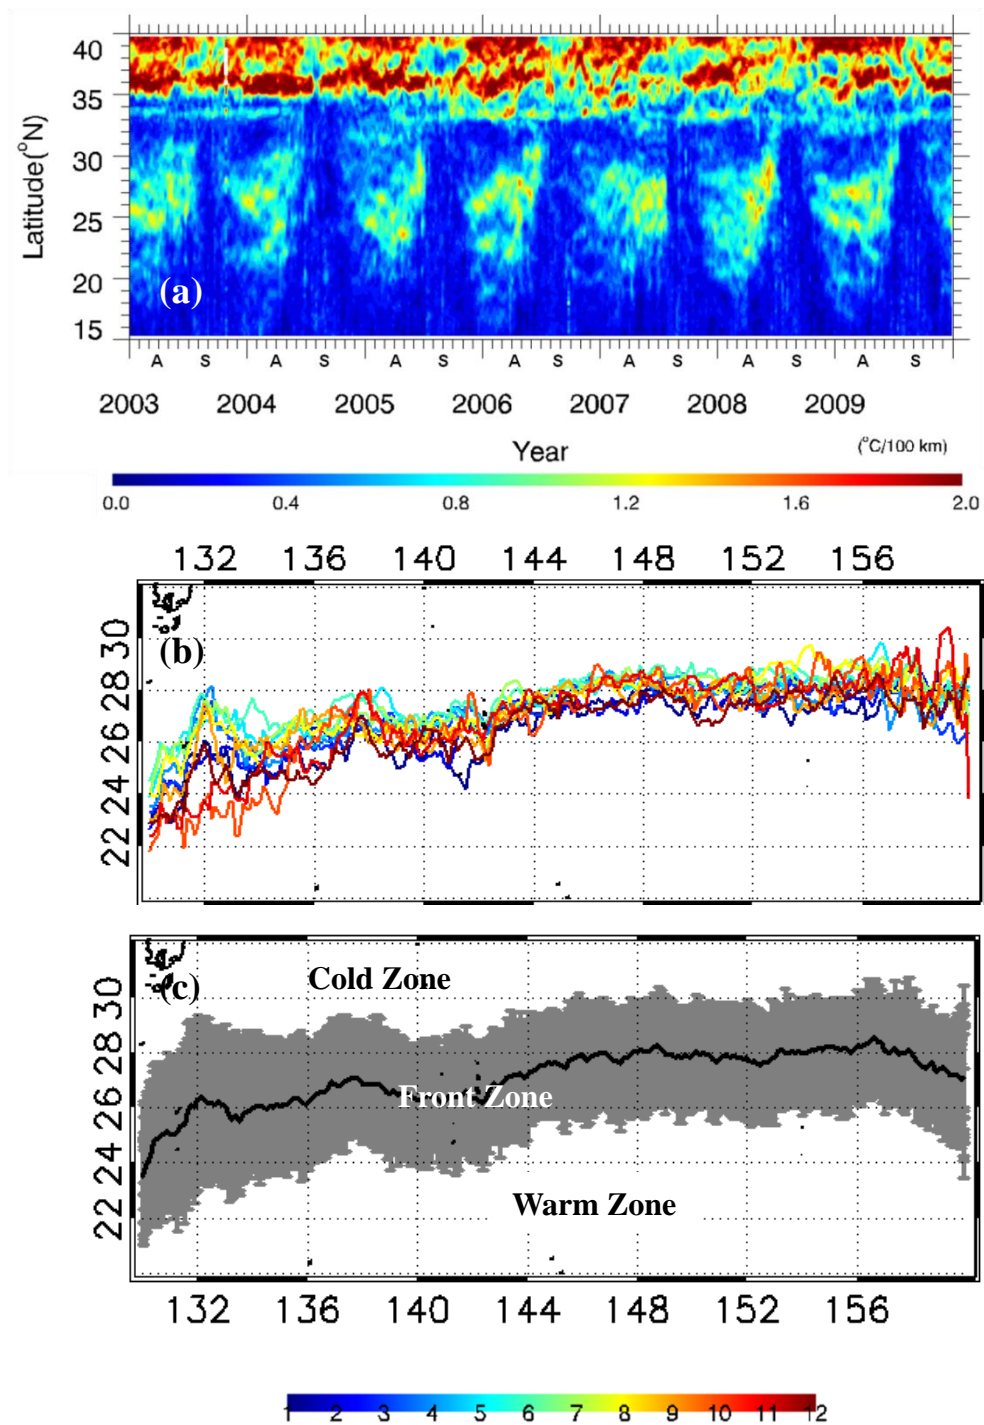 40
35
30
25
20
15
Latitude(°N)
(a)
A S A S A S A S A S A S A S
2003 2004 2005 2006 2007 2008 2009
Year
(°C/100 km)
0.0 0.4 0.8 1.2 1.6 2.0
132 136 140 144 148 152 156
(b)
30
28
26
24
22
(c)
Cold Zone
Front Zone
Warm Zone
30
28
26
24
22
132 136 140 144 148 152 156
1 2 3 4 5 6 7 8 9 10 11 12